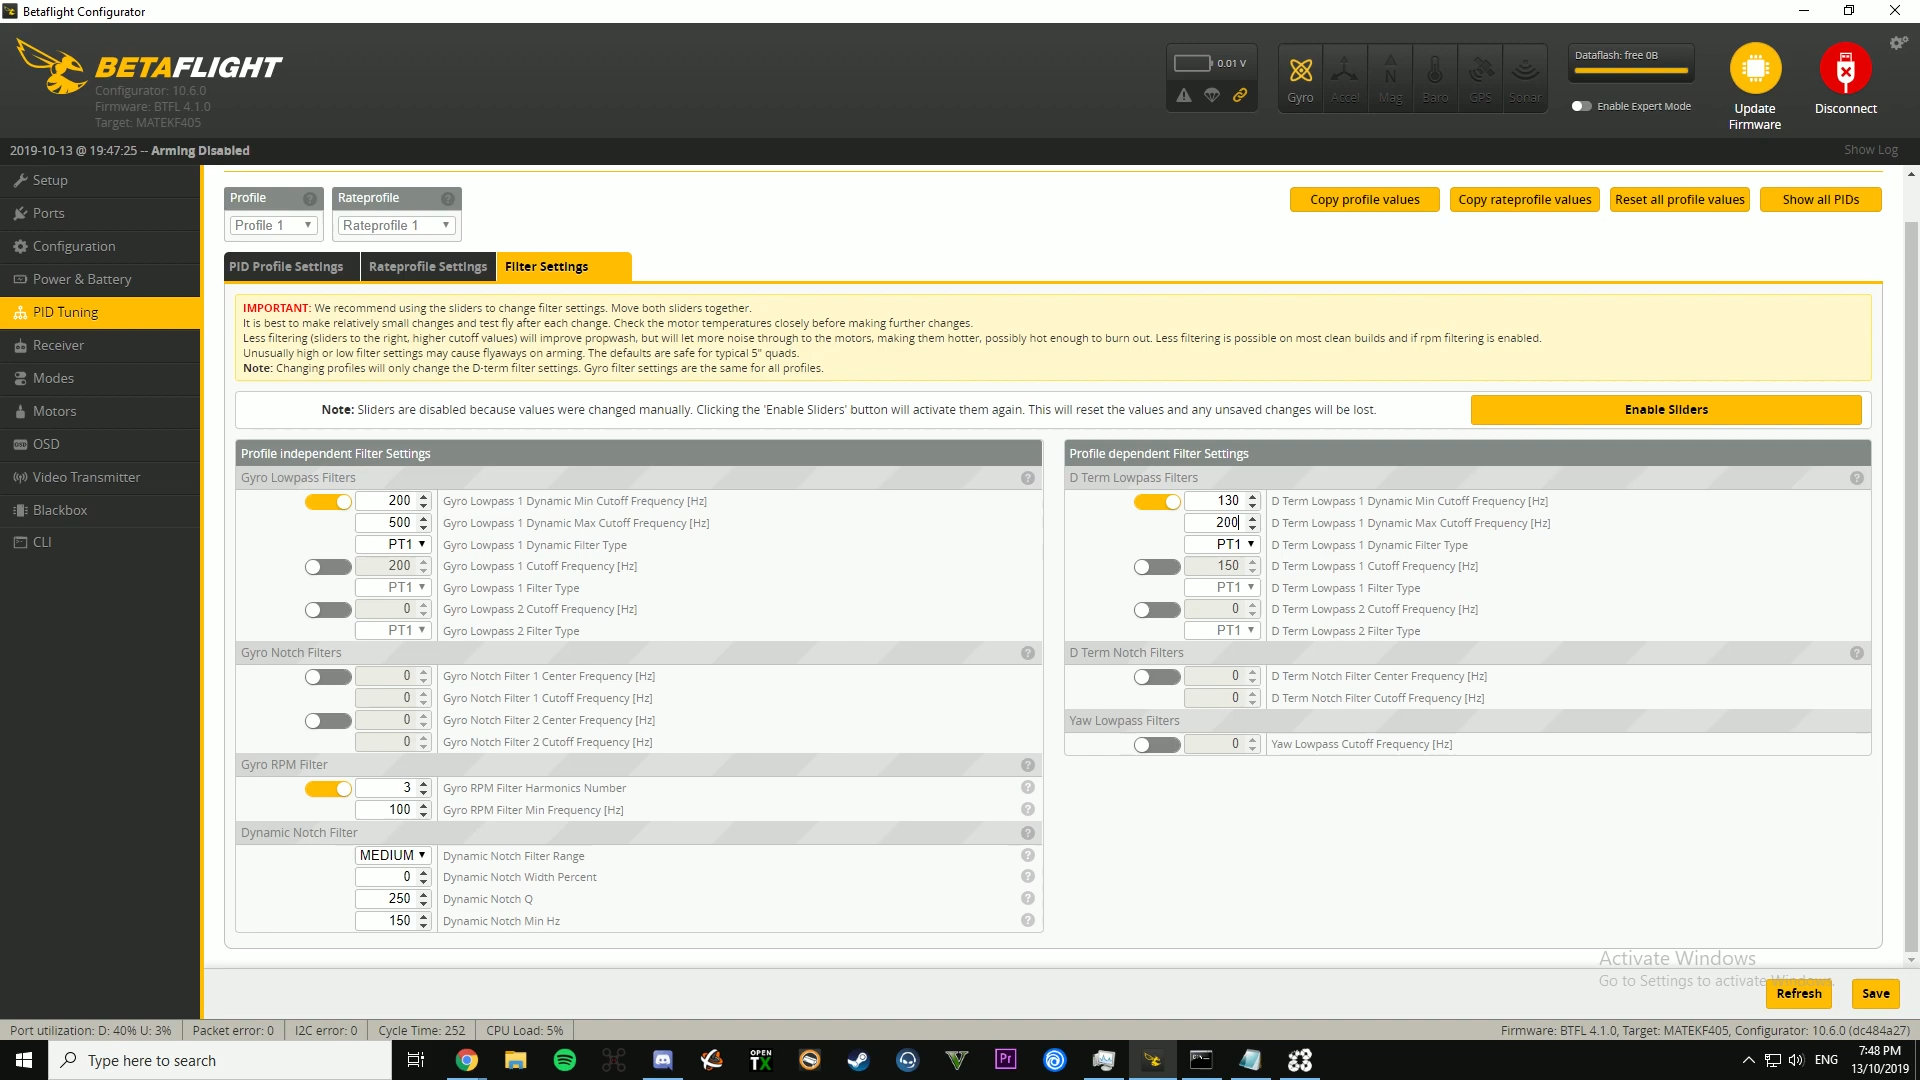 Betaflight Configurator
BETAFLIGHT
Configurator: 10.6.0
Firmware: BTFL 4.1.0
Target: MATEKF405
0.01 V
Gyro
Accel
Mag
Baro
GPS
Sonar
Dataflash: free 0B
Enable Expert Mode
Update
Firmware
Disconnect
2019-10-13 @ 19:47:25 -- Arming Disabled
Show Log
Setup
Ports
Configuration
Power & Battery
PID Tuning
Receiver
Modes
Motors
OSD
Video Transmitter
Blackbox
CLI
Profile
Rateprofile
Profile 1
Rateprofile 1
Copy profile values
Copy rateprofile values
Reset all profile values
Show all PIDs
PID Profile Settings
Rateprofile Settings
Filter Settings
IMPORTANT: We recommend using the sliders to change filter settings. Move both sliders together.
It is best to make relatively small changes and test fly after each change. Check the motor temperatures closely before making further changes.
Less filtering (sliders to the right, higher cutoff values) will improve propwash, but will let more noise through to the motors, making them hotter, possibly hot enough to burn out. Less filtering is possible on most clean builds and if rpm filtering is enabled.
Unusually high or low filter settings may cause flyaways on arming. The defaults are safe for typical 5" quads.
Note: Changing profiles will only change the D-term filter settings. Gyro filter settings are the same for all profiles.
Note: Sliders are disabled because values were changed manually. Clicking the 'Enable Sliders' button will activate them again. This will reset the values and any unsaved changes will be lost.
Enable Sliders
Profile independent Filter Settings
Gyro Lowpass Filters
200 Gyro Lowpass 1 Dynamic Min Cutoff Frequency [Hz]
500 Gyro Lowpass 1 Dynamic Max Cutoff Frequency [Hz]
PT1 Gyro Lowpass 1 Dynamic Filter Type
200 Gyro Lowpass 1 Cutoff Frequency [Hz]
PT1 Gyro Lowpass 1 Filter Type
0 Gyro Lowpass 2 Cutoff Frequency [Hz]
PT1 Gyro Lowpass 2 Filter Type
Gyro Notch Filters
0 Gyro Notch Filter 1 Center Frequency [Hz]
0 Gyro Notch Filter 1 Cutoff Frequency [Hz]
0 Gyro Notch Filter 2 Center Frequency [Hz]
0 Gyro Notch Filter 2 Cutoff Frequency [Hz]
Gyro RPM Filter
3 Gyro RPM Filter Harmonics Number
100 Gyro RPM Filter Min Frequency [Hz]
Dynamic Notch Filter
MEDIUM Dynamic Notch Filter Range
0 Dynamic Notch Width Percent
250 Dynamic Notch Q
150 Dynamic Notch Min Hz
Profile dependent Filter Settings
D Term Lowpass Filters
130 D Term Lowpass 1 Dynamic Min Cutoff Frequency [Hz]
200 D Term Lowpass 1 Dynamic Max Cutoff Frequency [Hz]
PT1 D Term Lowpass 1 Dynamic Filter Type
150 D Term Lowpass 1 Cutoff Frequency [Hz]
PT1 D Term Lowpass 1 Filter Type
0 D Term Lowpass 2 Cutoff Frequency [Hz]
PT1 D Term Lowpass 2 Filter Type
D Term Notch Filters
0 D Term Notch Filter Center Frequency [Hz]
0 D Term Notch Filter Cutoff Frequency [Hz]
Yaw Lowpass Filters
0 Yaw Lowpass Cutoff Frequency [Hz]
Activate Windows
Go to Settings to activate Windows.
Refresh
Save
Port utilization: D: 40% U: 3%
Packet error: 0
I2C error: 0
Cycle Time: 252
CPU Load: 5%
Firmware: BTFL 4.1.0, Target: MATEKF405, Configurator: 10.6.0 (dc484a27)
Type here to search
OPEN
TX
Pr
ENG
7:48 PM
13/10/2019